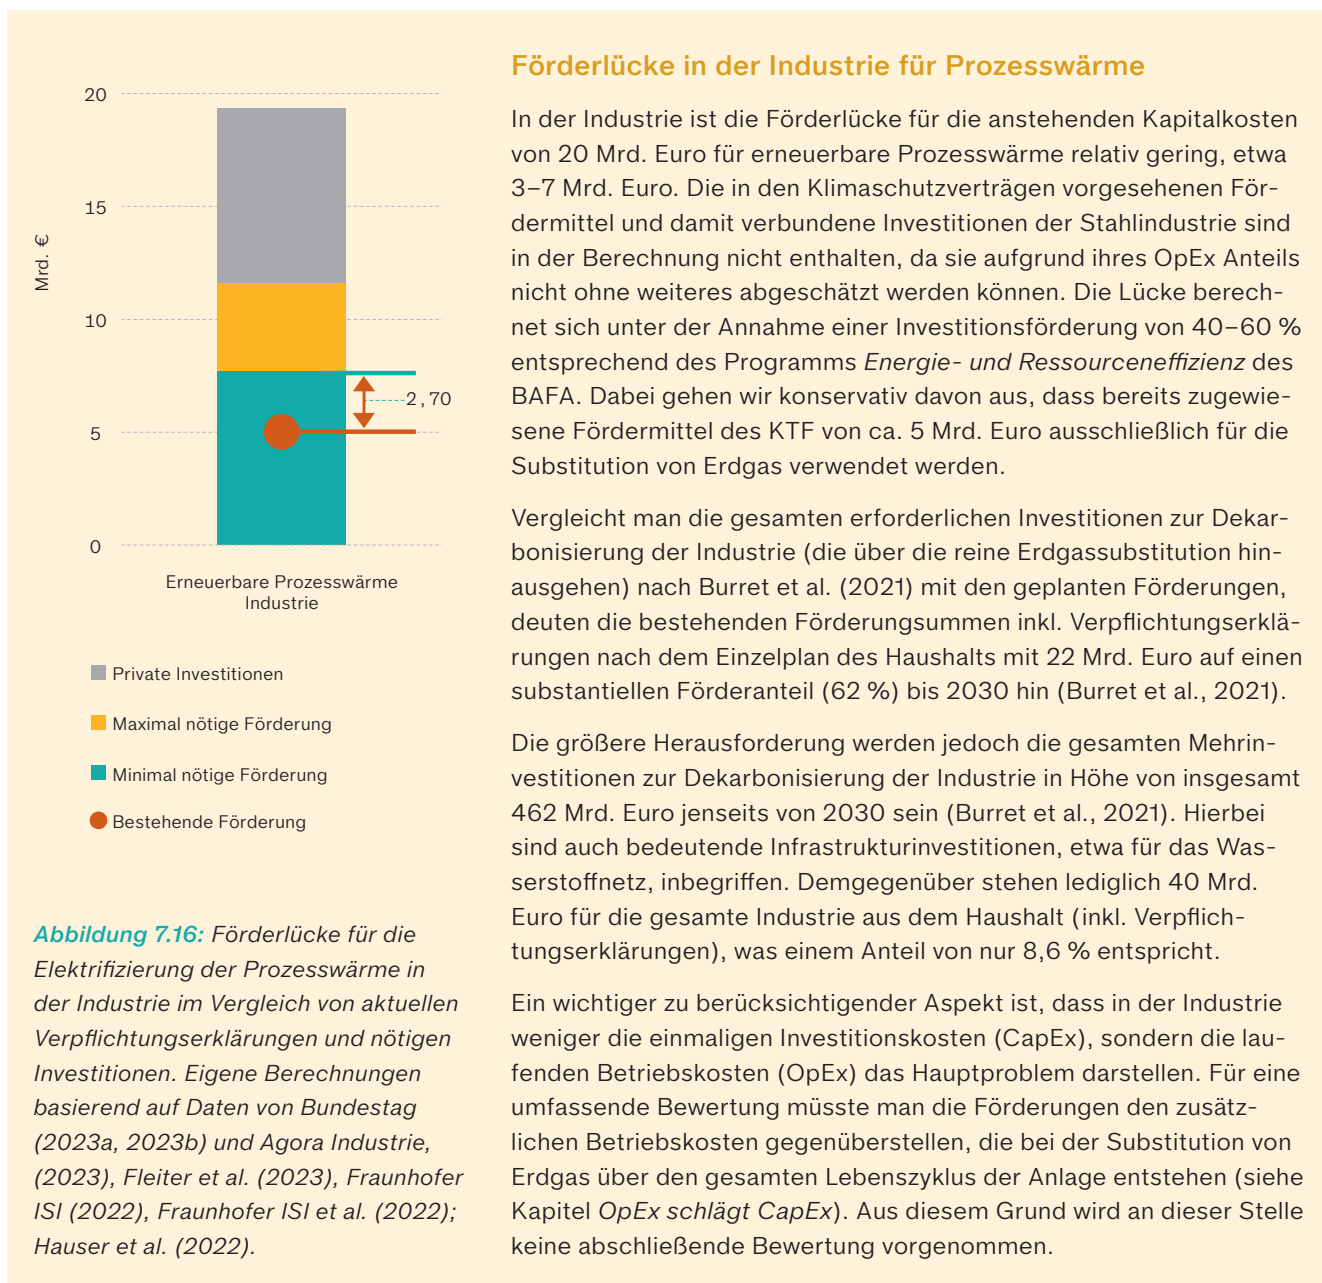 20
15
10
5
0
Mrd. €
2,70
Erneuerbare Prozesswärme
Industrie
Private Investitionen
Maximal nötige Förderung
Minimal nötige Förderung
Bestehende Förderung
Abbildung 7.16: Förderlücke für die
Elektrifizierung der Prozesswärme in
der Industrie im Vergleich von aktuellen
Verpflichtungserklärungen und nötigen
Investitionen. Eigene Berechnungen
basierend auf Daten von Bundestag
(2023a, 2023b) und Agora Industrie,
(2023), Fleiter et al. (2023), Fraunhofer
ISI (2022), Fraunhofer ISI et al. (2022);
Hauser et al. (2022).
Förderlücke in der Industrie für Prozesswärme
In der Industrie ist die Förderlücke für die anstehenden Kapitalkosten
von 20 Mrd. Euro für erneuerbare Prozesswärme relativ gering, etwa
3–7 Mrd. Euro. Die in den Klimaschutzverträgen vorgesehenen För-
dermittel und damit verbundene Investitionen der Stahlindustrie sind
in der Berechnung nicht enthalten, da sie aufgrund ihres OpEx Anteils
nicht ohne weiteres abgeschätzt werden können. Die Lücke berech-
net sich unter der Annahme einer Investitionsförderung von 40–60 %
entsprechend des Programms Energie- und Ressourceneffizienz des
BAFA. Dabei gehen wir konservativ davon aus, dass bereits zugewie-
sene Fördermittel des KTF von ca. 5 Mrd. Euro ausschließlich für die
Substitution von Erdgas verwendet werden.
Vergleicht man die gesamten erforderlichen Investitionen zur Dekar-
bonisierung der Industrie (die über die reine Erdgassubstitution hin-
ausgehen) nach Burret et al. (2021) mit den geplanten Förderungen,
deuten die bestehenden Förderungsummen inkl. Verpflichtungserklä-
rungen nach dem Einzelplan des Haushalts mit 22 Mrd. Euro auf einen
substantiellen Förderanteil (62 %) bis 2030 hin (Burret et al., 2021).
Die größere Herausforderung werden jedoch die gesamten Mehrin-
vestitionen zur Dekarbonisierung der Industrie in Höhe von insgesamt
462 Mrd. Euro jenseits von 2030 sein (Burret et al., 2021). Hierbei
sind auch bedeutende Infrastrukturinvestitionen, etwa für das Was-
serstoffnetz, inbegriffen. Demgegenüber stehen lediglich 40 Mrd.
Euro für die gesamte Industrie aus dem Haushalt (inkl. Verpflich-
tungserklärungen), was einem Anteil von nur 8,6 % entspricht.
Ein wichtiger zu berücksichtigender Aspekt ist, dass in der Industrie
weniger die einmaligen Investitionskosten (CapEx), sondern die lau-
fenden Betriebskosten (OpEx) das Hauptproblem darstellen. Für eine
umfassende Bewertung müsste man die Förderungen den zusätz-
lichen Betriebskosten gegenüberstellen, die bei der Substitution von
Erdgas über den gesamten Lebenszyklus der Anlage entstehen (siehe
Kapitel OpEx schlägt CapEx). Aus diesem Grund wird an dieser Stelle
keine abschließende Bewertung vorgenommen.